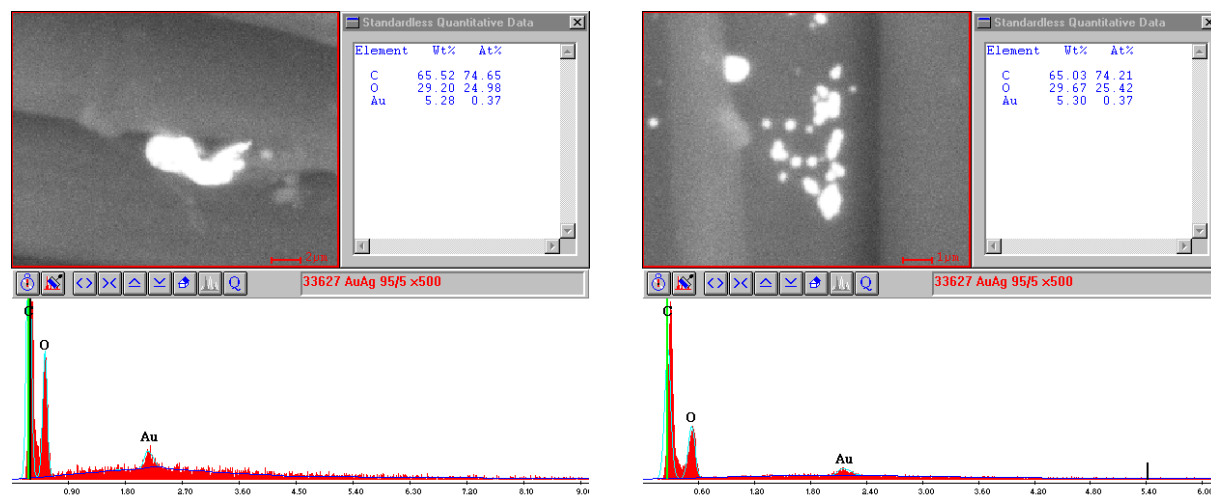 Standardless Quantitative Data
Element Wt% At%
C 65.52 74.65
O 29.20 24.98
Au 5.28 0.37
2µm
Q
33627 AuAg 95/5 ×500
C
O
Au
0.90 1.80 2.70 3.60 4.50 5.40 6.30 7.20 8.10 9.00
Standardless Quantitative Data
Element Wt% At%
C 65.03 74.21
O 29.67 25.42
Au 5.30 0.37
1µm
Q
33627 AuAg 95/5 ×500
C
O
Au
0.60 1.20 1.80 2.40 3.00 3.60 4.20 4.80 5.40 6.0